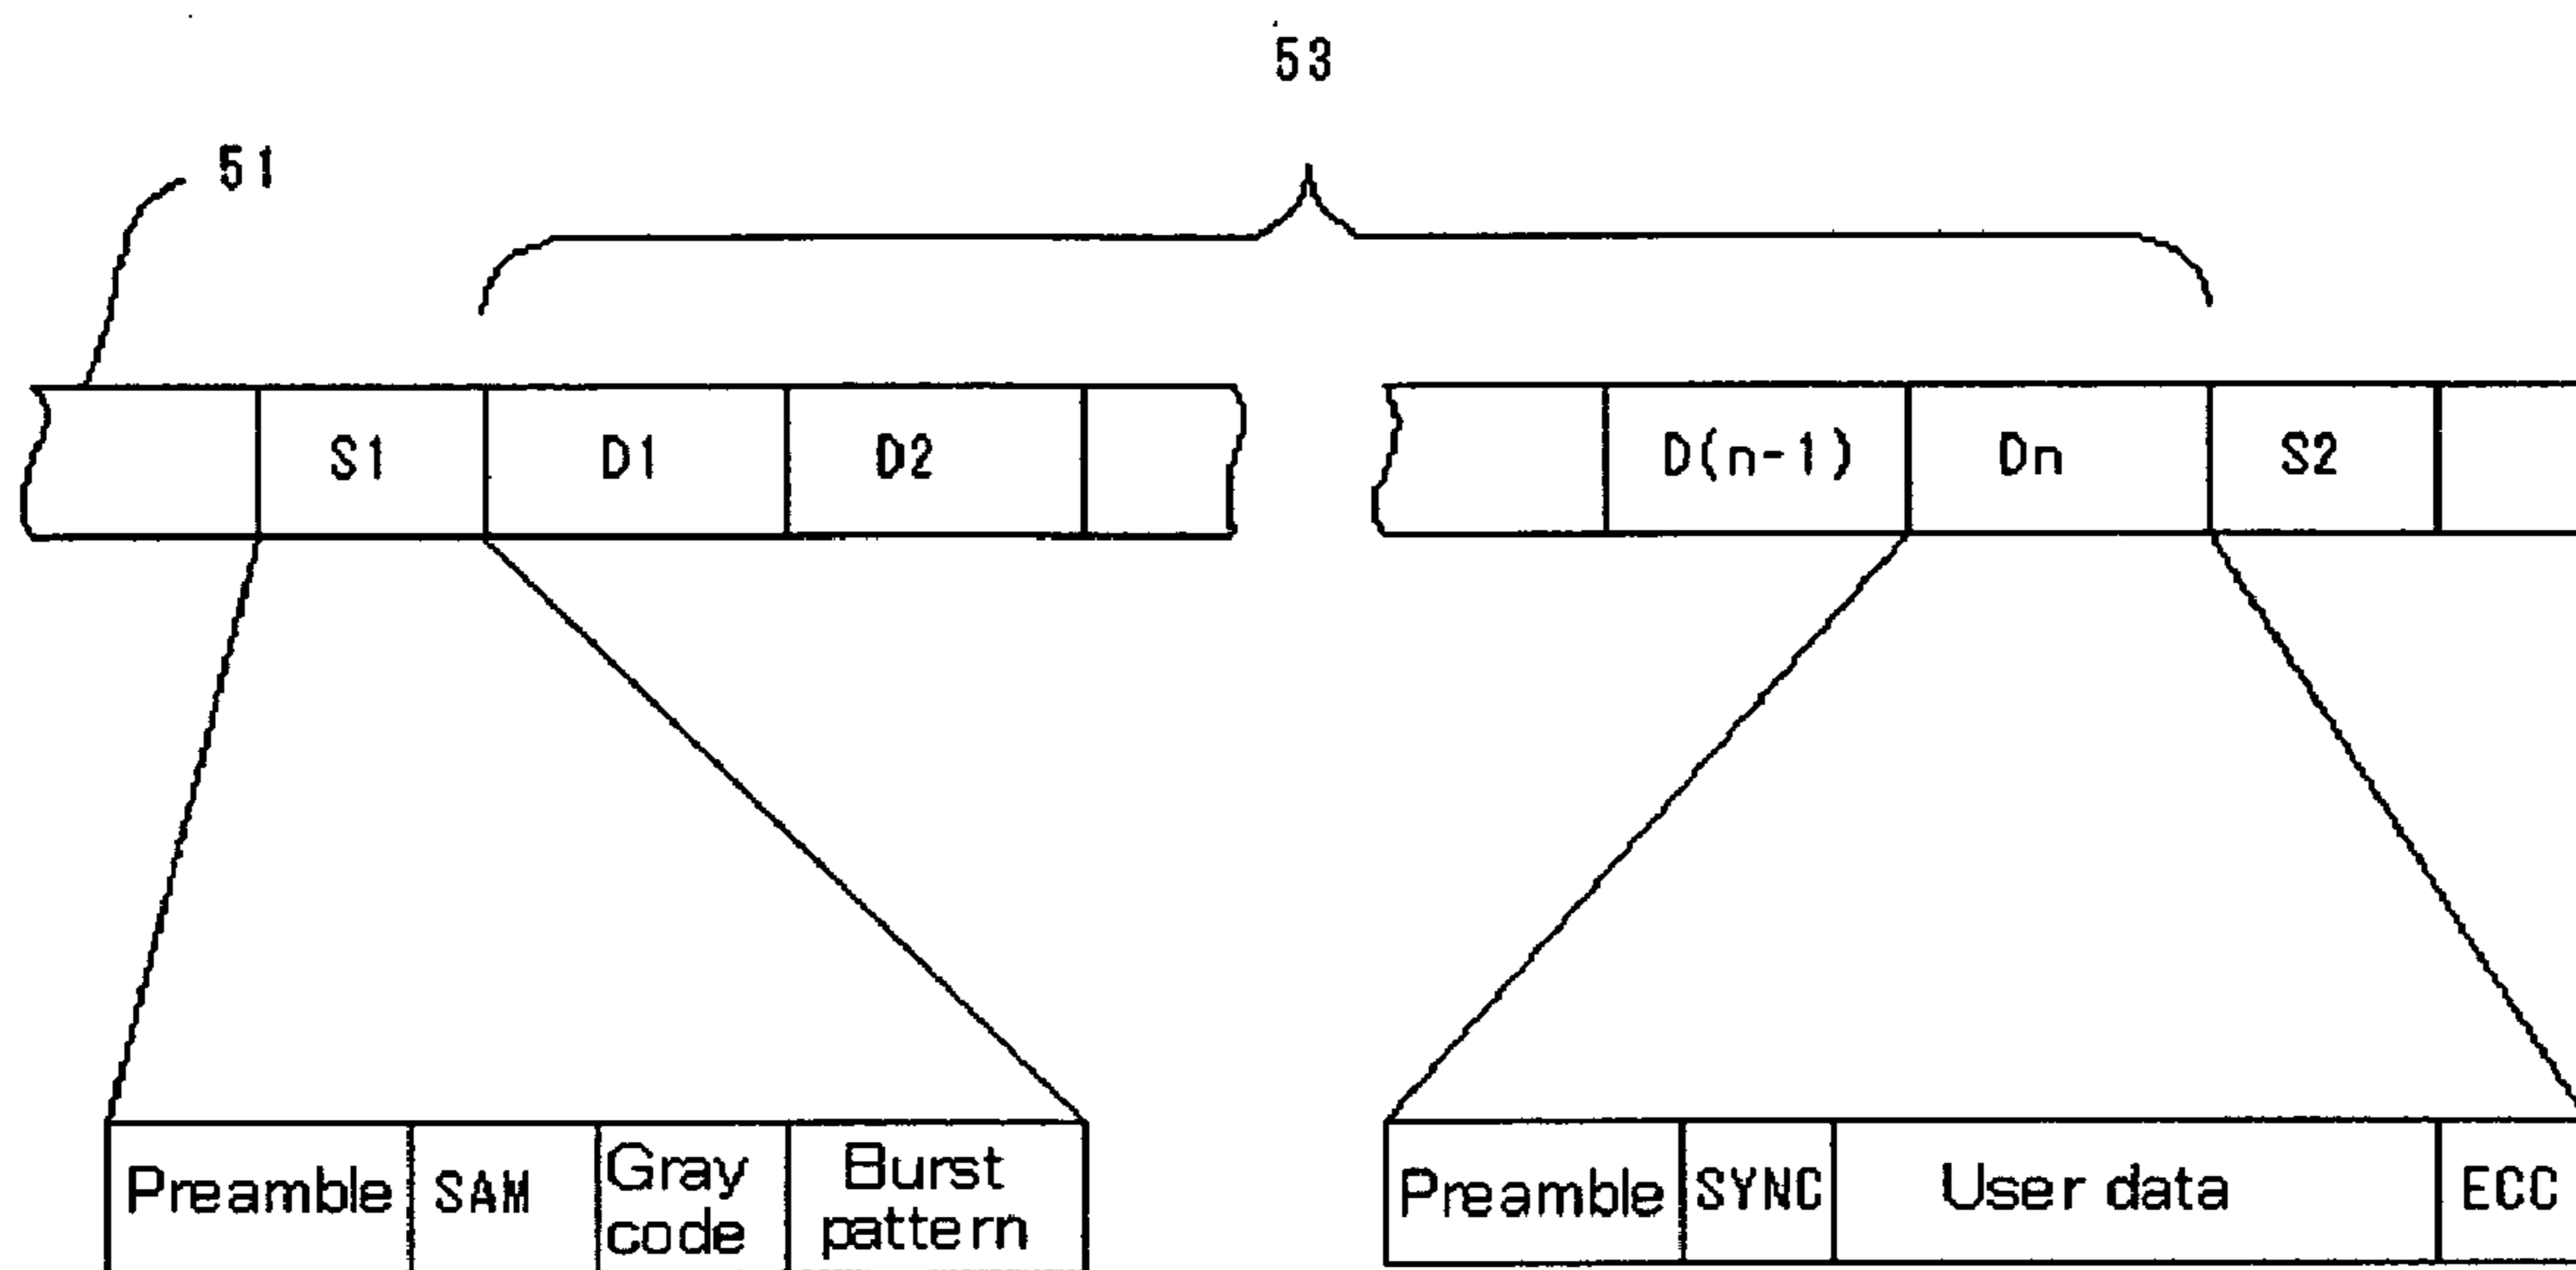 53
51
S1 D1 D2 D(n-1) Dn S2
Preamble SAM Gray code Burst pattern Preamble SYNC User data ECC